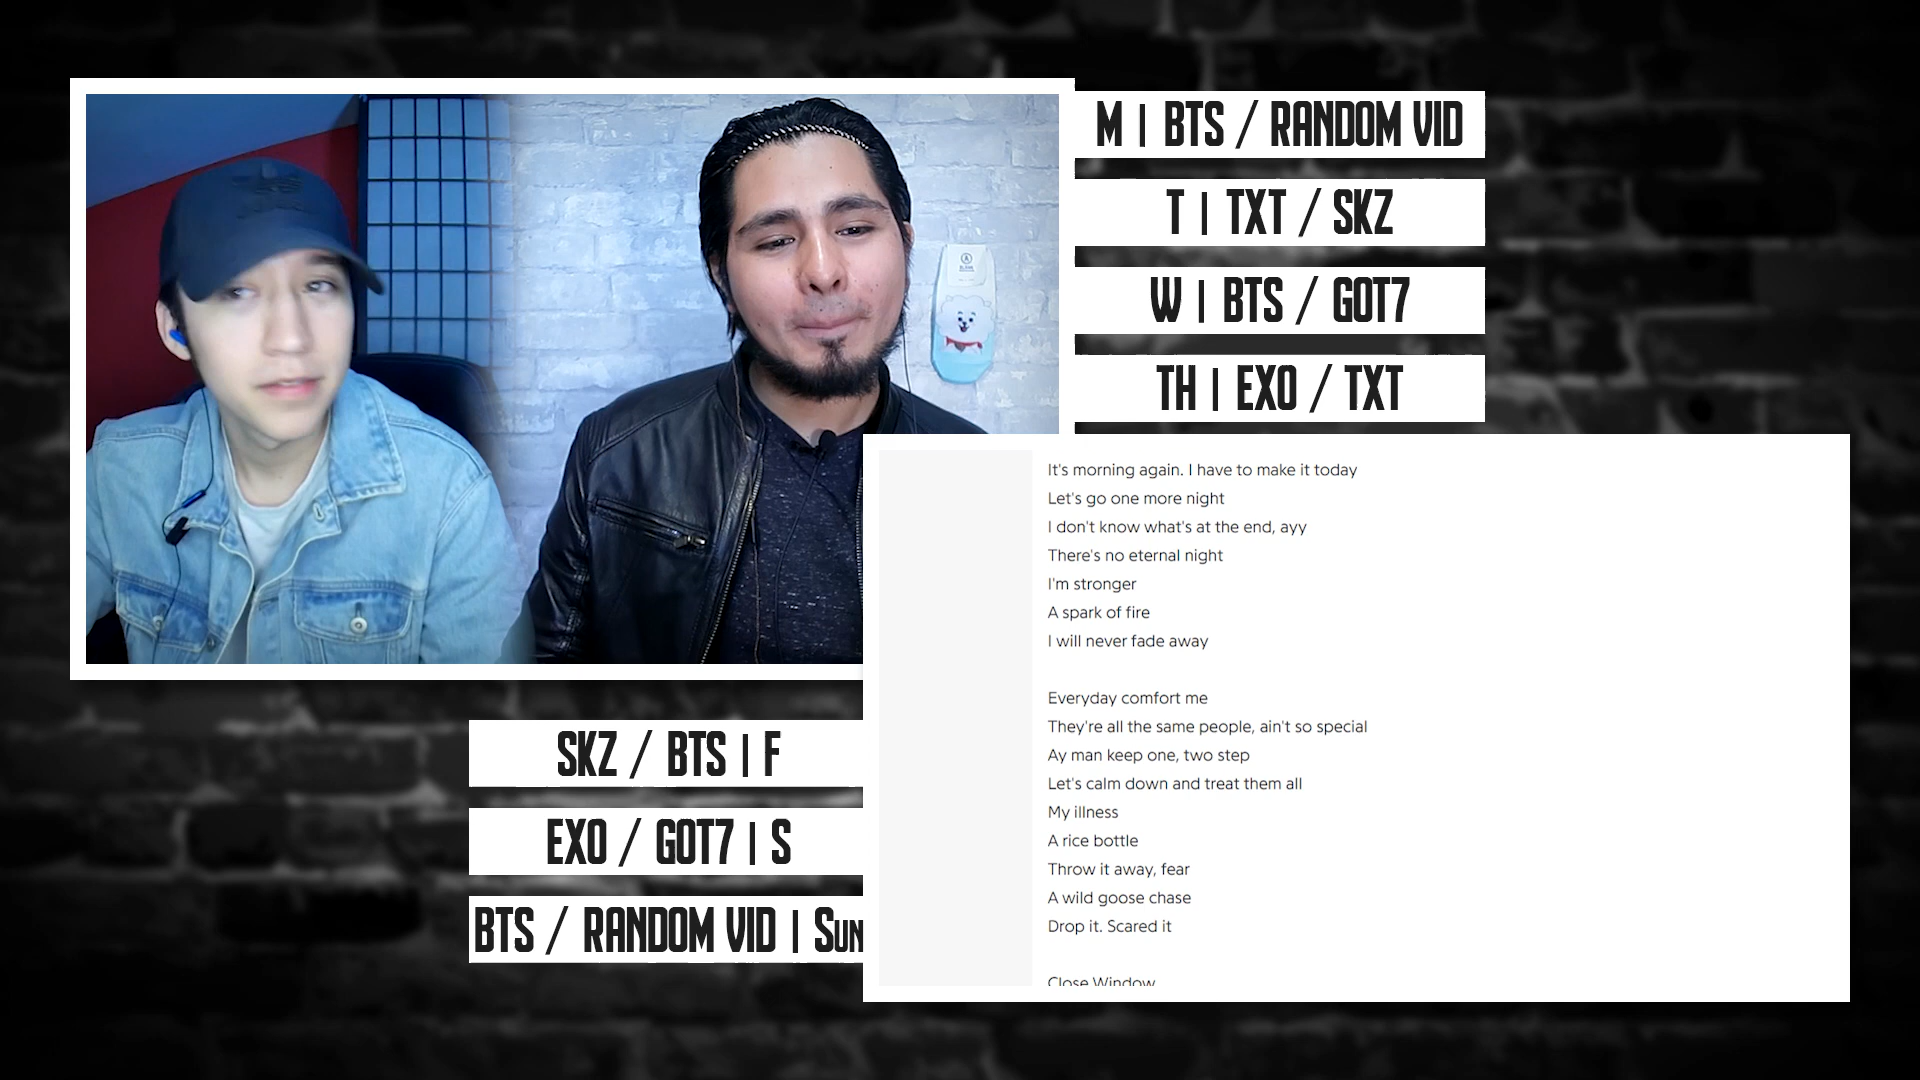 M | BTS / RANDOM VID
T | TXT / SKZ
W | BTS / GOT7
TH | EXO / TXT
SKZ / BTS | F
EXO / GOT7 | S
BTS / RANDOM VID | SUN
It's morning again. I have to make it today
Let's go one more night
I don't know what's at the end, ayy
There's no eternal night
I'm stronger
A spark of fire
I will never fade away
Everyday comfort me
They're all the same people, ain't so special
Ay man keep one, two step
Let's calm down and treat them all
My illness
A rice bottle
Throw it away, fear
A wild goose chase
Drop it. Scared it
Close Window